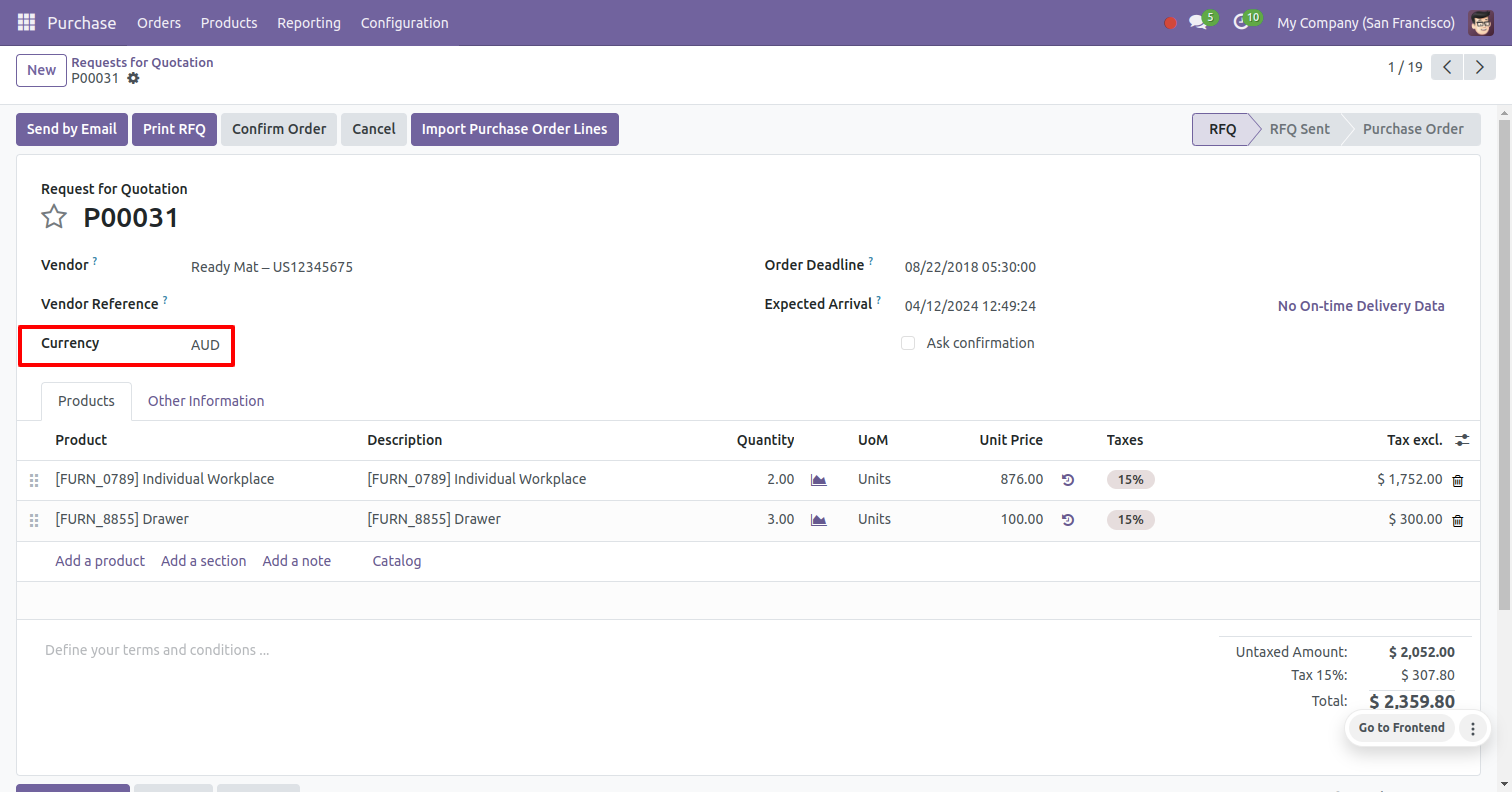 Purchase Orders Products Reporting Configuration 5 10 My Company (San Francisco)
New Requests for Quotation
P00031 1 / 19
Send by Email Print RFQ Confirm Order Cancel Import Purchase Order Lines RFQ RFQ Sent Purchase Order
Request for Quotation
P00031
Vendor ? Ready Mat – US12345675 Order Deadline ? 08/22/2018 05:30:00
Vendor Reference ? Expected Arrival ? 04/12/2024 12:49:24 No On-time Delivery Data
Currency AUD Ask confirmation
Products Other Information
Product Description Quantity UoM Unit Price Taxes Tax excl.
[FURN_0789] Individual Workplace [FURN_0789] Individual Workplace 2.00 Units 876.00 15% $ 1,752.00
[FURN_8855] Drawer [FURN_8855] Drawer 3.00 Units 100.00 15% $ 300.00
Add a product Add a section Add a note Catalog
Define your terms and conditions ... Untaxed Amount: $ 2,052.00
Tax 15%: $ 307.80
Total: $ 2,359.80
Go to Frontend